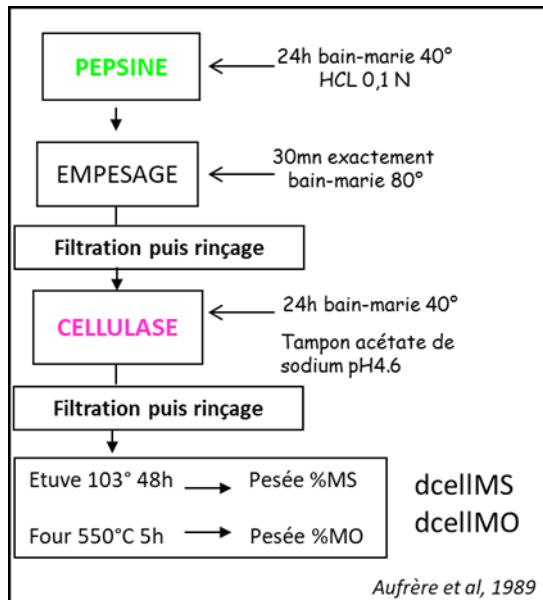 PEPSINE
24h bain-marie 40°
HCL 0,1 N
EMPESAGE
30mn exactement
bain-marie 80°
Filtration puis rinçage
CELLULASE
24h bain-marie 40°
Tampon acétate de
sodium pH4.6
Filtration puis rinçage
Etuve 103° 48h
Pesée %MS
Four 550°C 5h
Pesée %MO
dcellMS
dcellMO
Aufrère et al, 1989